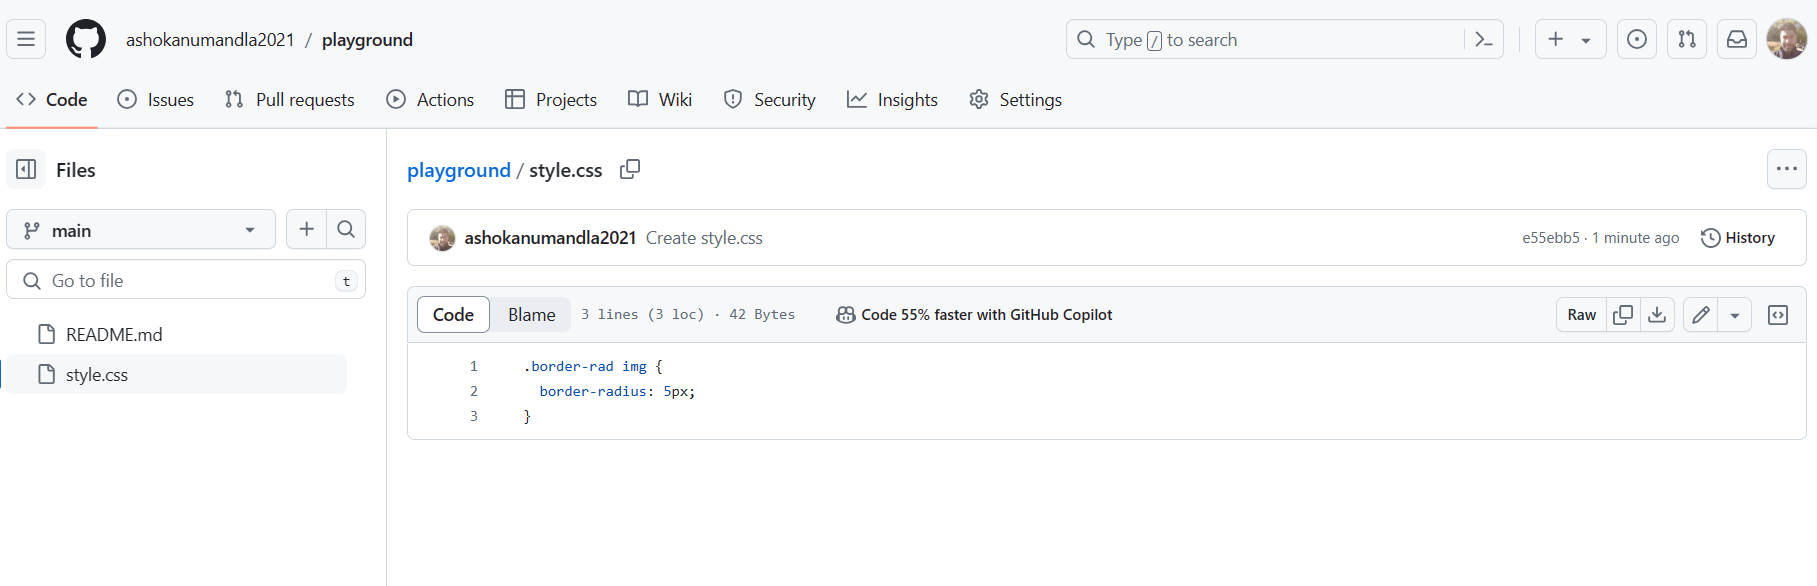 ashokanumandla2021 / playground
Type / to search
Code Issues Pull requests Actions Projects Wiki Security Insights Settings
Files
main
Go to file t
README.md
style.css
playground / style.css
ashokanumandla2021 Create style.css
e55ebb5 · 1 minute ago History
Code Blame 3 lines (3 loc) · 42 Bytes Code 55% faster with GitHub Copilot Raw
1 .border-rad img {
2 border-radius: 5px;
3 }